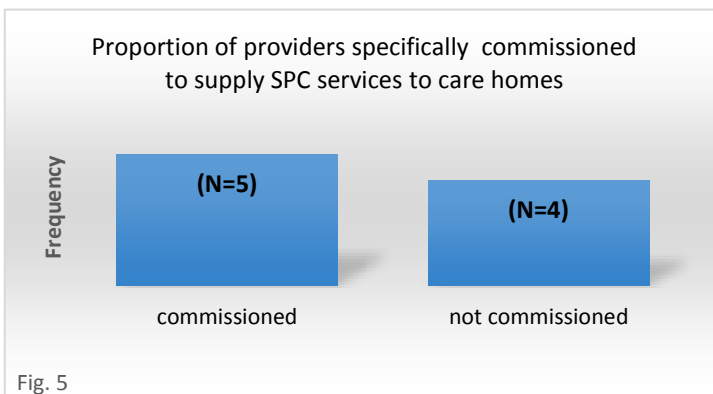 Proportion of providers specifically commissioned
to supply SPC services to care homes
Frequency
(N=5)
(N=4)
commissioned
not commissioned
Fig. 5